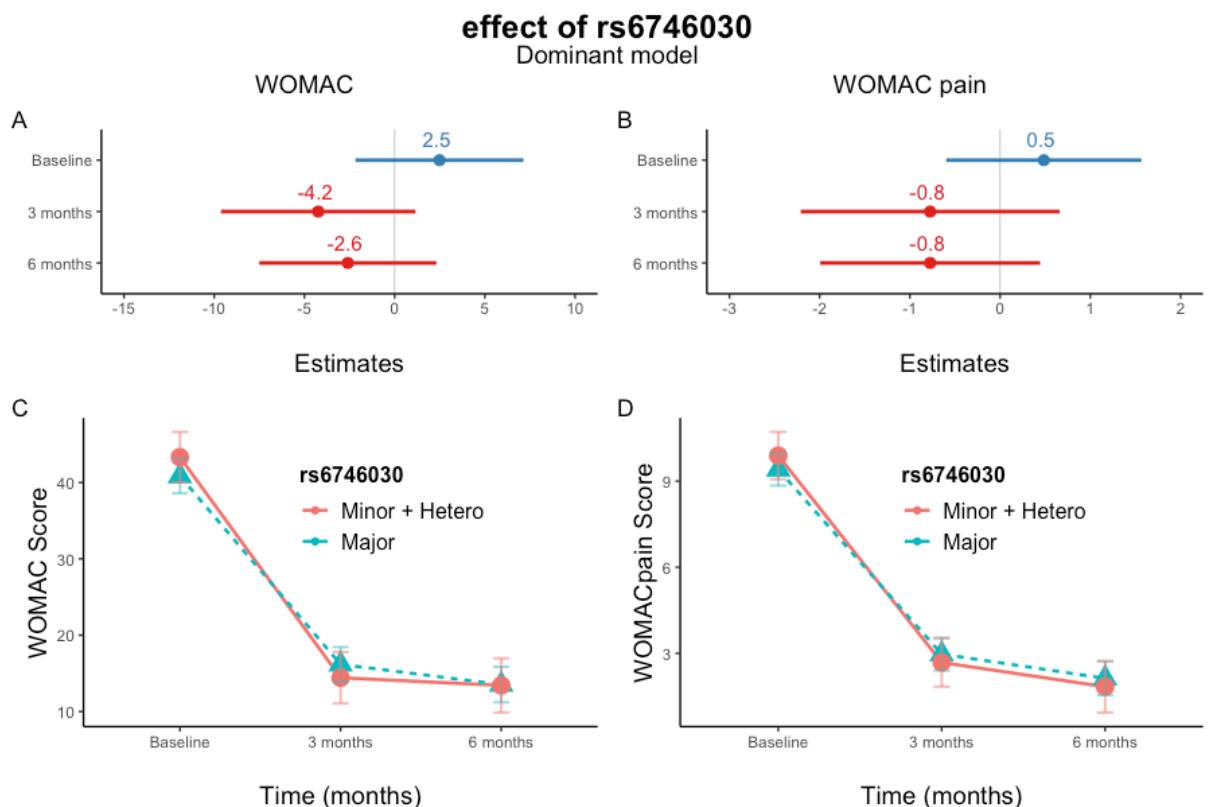 effect of rs6746030
Dominant model
WOMAC
WOMAC pain
A
Baseline
3 months
6 months
2.5
-4.2
-2.6
-15 -10 -5 0 5 10
Estimates
B
Baseline
3 months
6 months
0.5
-0.8
-0.8
-3 -2 -1 0 1 2
Estimates
C
WOMAC Score
40
30
20
10
rs6746030
Minor + Hetero
Major
Baseline 3 months 6 months
Time (months)
D
WOMACpain Score
9
6
3
rs6746030
Minor + Hetero
Major
Baseline 3 months 6 months
Time (months)